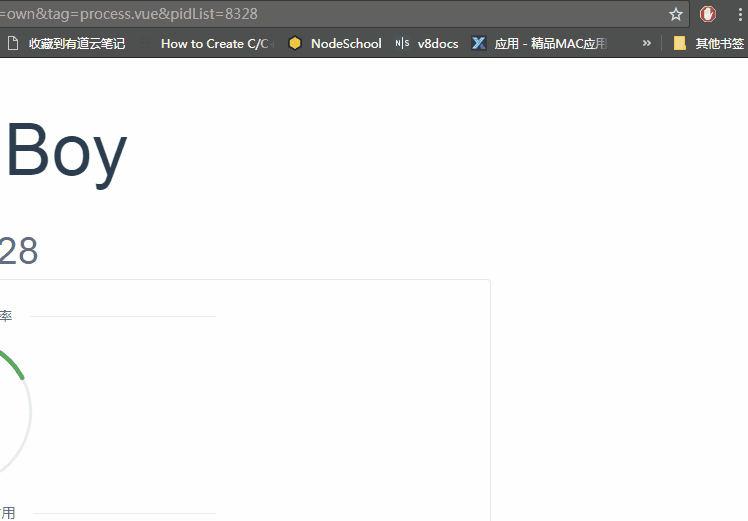 =own&tag=process.vue&pidList=8328
收藏到有道云笔记 How to Create C/C NodeSchool N|S v8docs 应用 - 精品MAC应用 » 其他书签
Boy
28
率
用